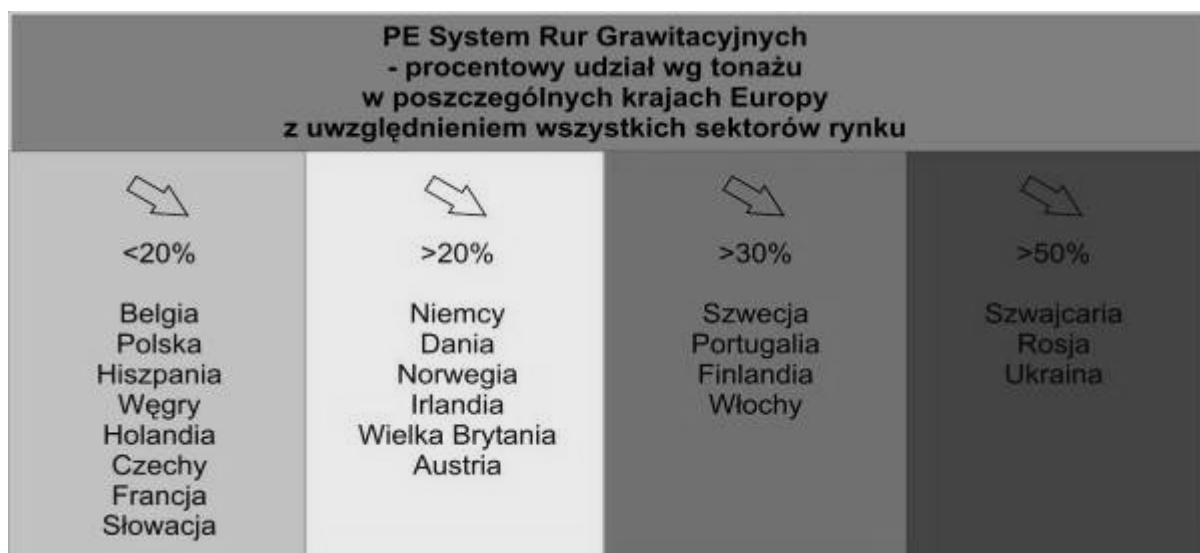 PE System Rur Grawitacyjnych
- procentowy udział wg tonażu
w poszczególnych krajach Europy
z uwzględnieniem wszystkich sektorów rynku
<20%
Belgia
Polska
Hiszpania
Węgry
Holandia
Czechy
Francja
Słowacja
>20%
Niemcy
Dania
Norwegia
Irlandia
Wielka Brytania
Austria
>30%
Szwecja
Portugalia
Finlandia
Włochy
>50%
Szwajcaria
Rosja
Ukraina